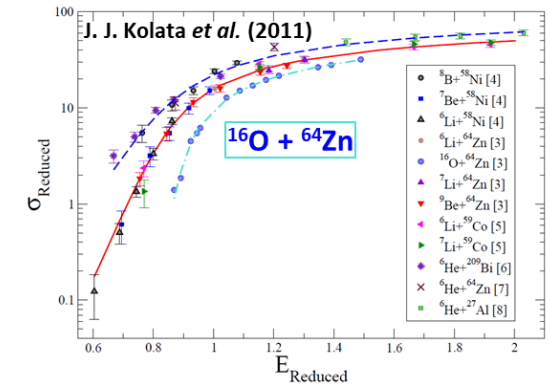 J. J. Kolata et al. (2011)
100
10
1
0.1
σReduced
¹⁶O + ⁶⁴Zn
⁸B+⁵⁸Ni [4]
⁷Be+⁵⁸Ni [4]
⁶Li+⁵⁸Ni [4]
⁶Li+⁶⁴Zn [3]
¹⁶O+⁶⁴Zn [3]
⁷Li+⁶⁴Zn [3]
⁹Be+⁶⁴Zn [3]
⁶Li+⁵⁹Co [5]
⁷Li+⁵⁹Co [5]
⁶He+²⁰⁹Bi [6]
⁶He+⁶⁴Zn [7]
⁶He+²⁷Al [8]
0.6 0.8 1 1.2 1.4 1.6 1.8 2
EReduced